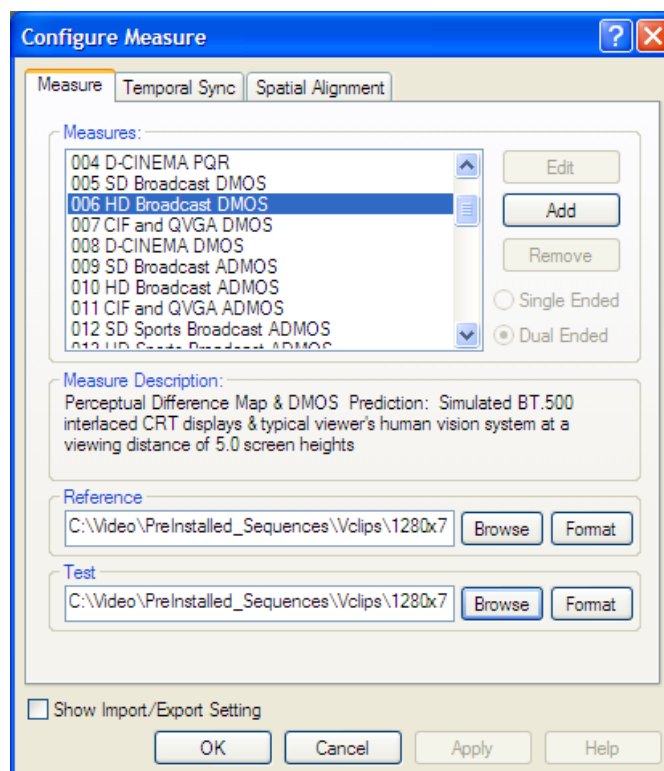 Configure Measure
Measure
Temporal Sync
Spatial Alignment
Measures:
004 D-CINEMA PQR
005 SD Broadcast DMOS
006 HD Broadcast DMOS
007 CIF and QVGA DMOS
008 D-CINEMA DMOS
009 SD Broadcast ADMOS
010 HD Broadcast ADMOS
011 CIF and QVGA ADMOS
012 SD Sports Broadcast ADMOS
013 HD Sports Broadcast ADMOS
Edit
Add
Remove
Single Ended
Dual Ended
Measure Description:
Perceptual Difference Map & DMOS Prediction: Simulated BT.500
interlaced CRT displays & typical viewer's human vision system at a
viewing distance of 5.0 screen heights
Reference
C:\Video\PreInstalled_Sequences\Vclips\1280x7
Browse
Format
Test
C:\Video\PreInstalled_Sequences\Vclips\1280x7
Browse
Format
Show Import/Export Setting
OK
Cancel
Apply
Help